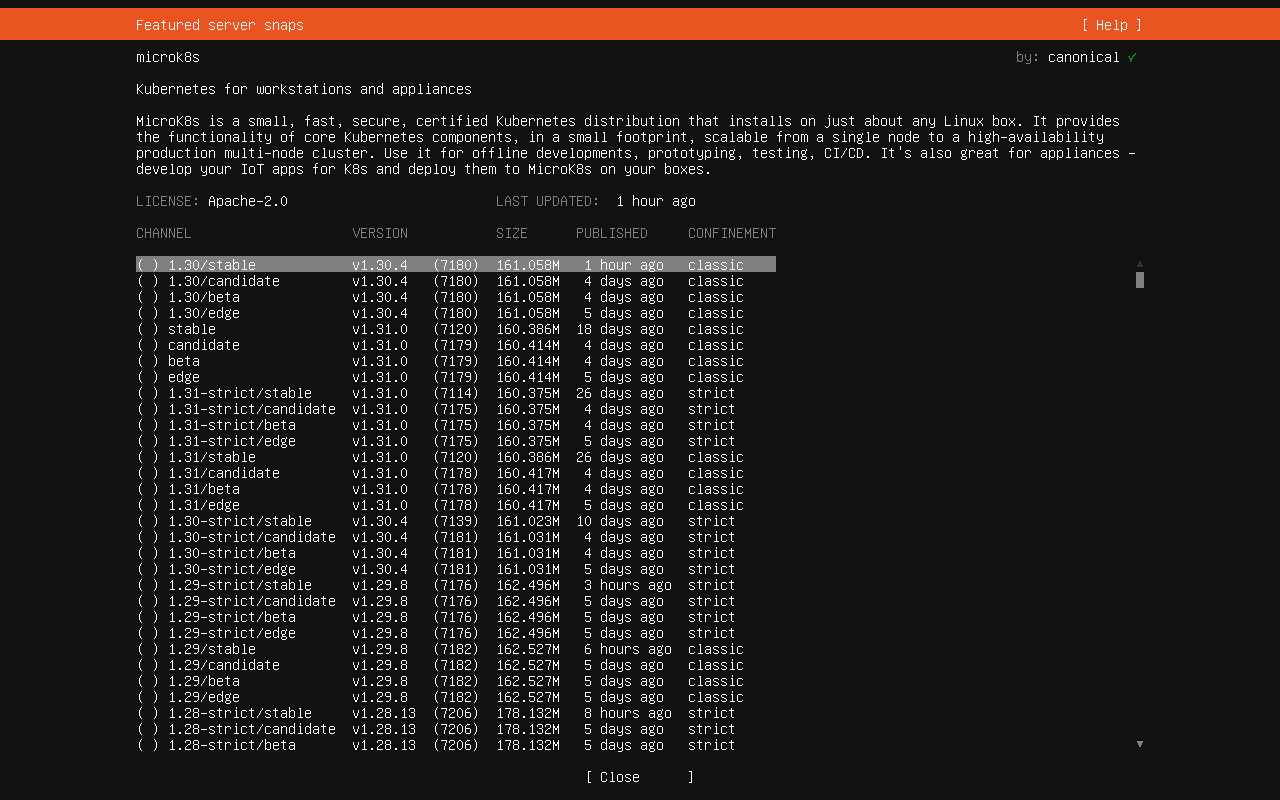 Featured server snaps [ Help ]
microk8s by: canonical ✓
Kubernetes for workstations and appliances
MicroK8s is a small, fast, secure, certified Kubernetes distribution that installs on just about any Linux box. It provides
the functionality of core Kubernetes components, in a small footprint, scalable from a single node to a high-availability
production multi-node cluster. Use it for offline developments, prototyping, testing, CI/CD. It's also great for appliances –
develop your IoT apps for K8s and deploy them to MicroK8s on your boxes.
LICENSE: Apache-2.0 LAST UPDATED: 1 hour ago
CHANNEL VERSION SIZE PUBLISHED CONFINEMENT
( ) 1.30/stable v1.30.4 (7180) 161.058M 1 hour ago classic
( ) 1.30/candidate v1.30.4 (7180) 161.058M 4 days ago classic
( ) 1.30/beta v1.30.4 (7180) 161.058M 4 days ago classic
( ) 1.30/edge v1.30.4 (7180) 161.058M 5 days ago classic
( ) stable v1.31.0 (7120) 160.386M 18 days ago classic
( ) candidate v1.31.0 (7179) 160.414M 4 days ago classic
( ) beta v1.31.0 (7179) 160.414M 4 days ago classic
( ) edge v1.31.0 (7179) 160.414M 5 days ago classic
( ) 1.31-strict/stable v1.31.0 (7114) 160.375M 26 days ago strict
( ) 1.31-strict/candidate v1.31.0 (7175) 160.375M 4 days ago strict
( ) 1.31-strict/beta v1.31.0 (7175) 160.375M 4 days ago strict
( ) 1.31-strict/edge v1.31.0 (7175) 160.375M 5 days ago strict
( ) 1.31/stable v1.31.0 (7120) 160.386M 26 days ago classic
( ) 1.31/candidate v1.31.0 (7178) 160.417M 4 days ago classic
( ) 1.31/beta v1.31.0 (7178) 160.417M 4 days ago classic
( ) 1.31/edge v1.31.0 (7178) 160.417M 5 days ago classic
( ) 1.30-strict/stable v1.30.4 (7139) 161.023M 10 days ago strict
( ) 1.30-strict/candidate v1.30.4 (7181) 161.031M 4 days ago strict
( ) 1.30-strict/beta v1.30.4 (7181) 161.031M 4 days ago strict
( ) 1.30-strict/edge v1.30.4 (7181) 161.031M 5 days ago strict
( ) 1.29-strict/stable v1.29.8 (7176) 162.496M 3 hours ago strict
( ) 1.29-strict/candidate v1.29.8 (7176) 162.496M 5 days ago strict
( ) 1.29-strict/beta v1.29.8 (7176) 162.496M 5 days ago strict
( ) 1.29-strict/edge v1.29.8 (7176) 162.496M 5 days ago strict
( ) 1.29/stable v1.29.8 (7182) 162.527M 6 hours ago classic
( ) 1.29/candidate v1.29.8 (7182) 162.527M 5 days ago classic
( ) 1.29/beta v1.29.8 (7182) 162.527M 5 days ago classic
( ) 1.29/edge v1.29.8 (7182) 162.527M 5 days ago classic
( ) 1.28-strict/stable v1.28.13 (7206) 178.132M 8 hours ago strict
( ) 1.28-strict/candidate v1.28.13 (7206) 178.132M 5 days ago strict
( ) 1.28-strict/beta v1.28.13 (7206) 178.132M 5 days ago strict
[ Close ]